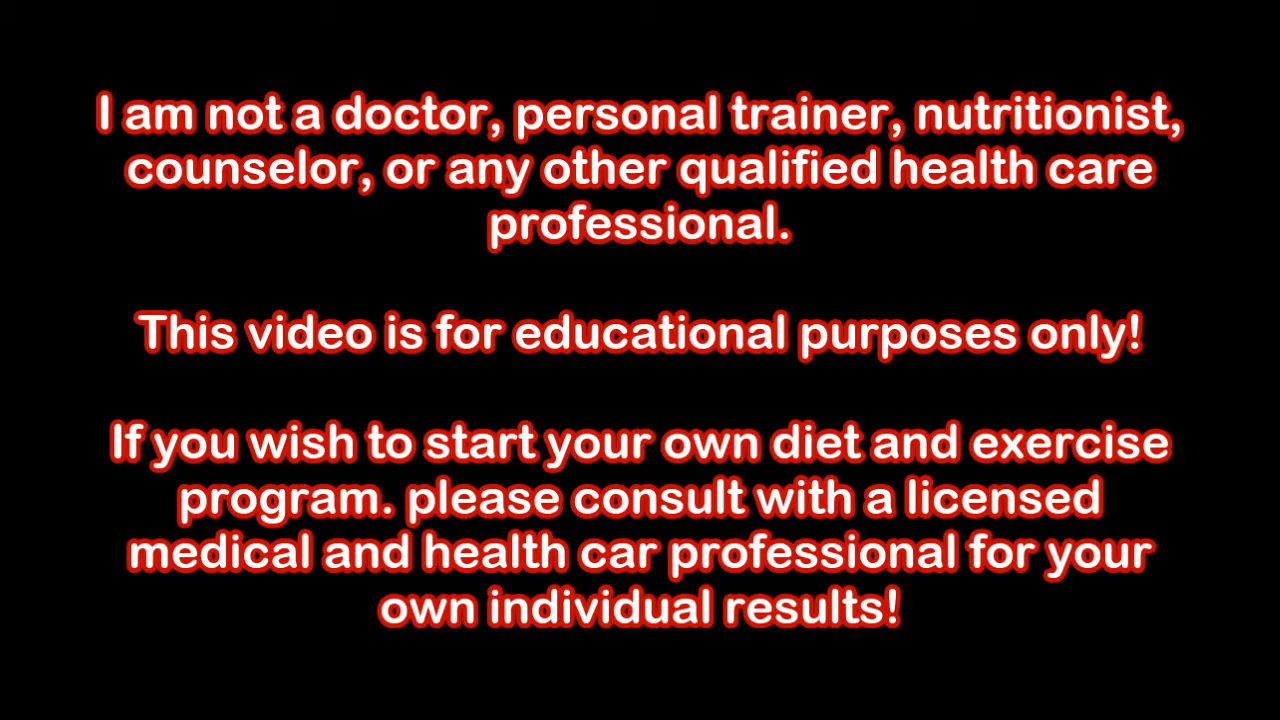 I am not a doctor, personal trainer, nutritionist,
counselor, or any other qualified health care
professional.
This video is for educational purposes only!
If you wish to start your own diet and exercise
program. please consult with a licensed
medical and health car professional for your
own individual results!